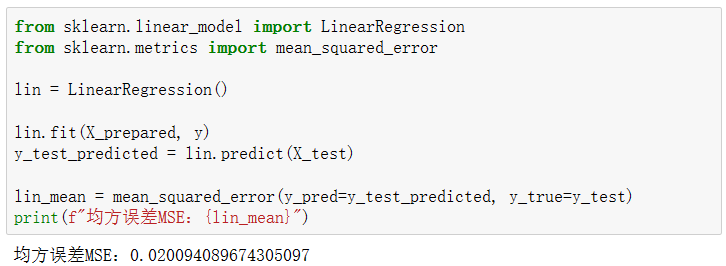 from sklearn.linear_model import LinearRegression
from sklearn.metrics import mean_squared_error
lin = LinearRegression()
lin.fit(X_prepared, y)
y_test_predicted = lin.predict(X_test)
lin_mean = mean_squared_error(y_pred=y_test_predicted, y_true=y_test)
print(f"均方误差MSE：{lin_mean}")
均方误差MSE：0.020094089674305097